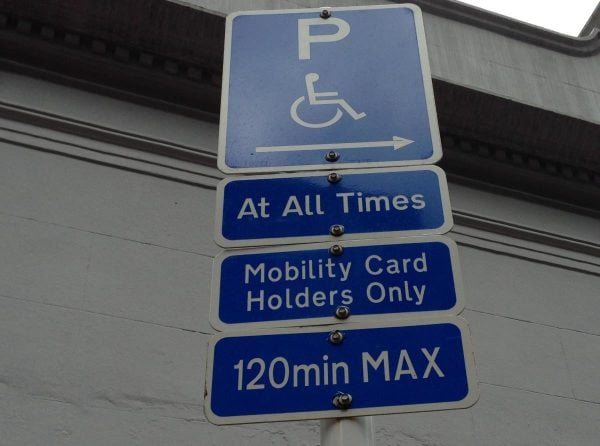 P
At All Times
Mobility Card
Holders Only
120min MAX